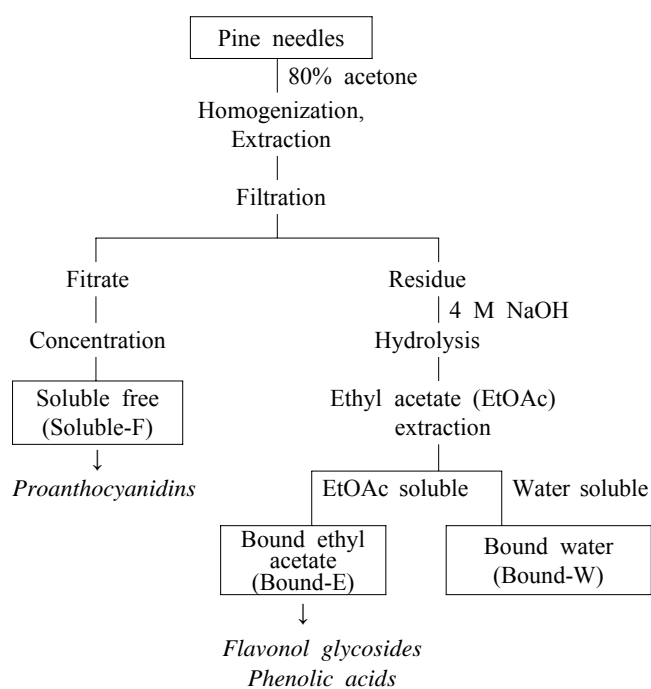 Pine needles
80% acetone
Homogenization,
Extraction
Filtration
Fitrate
Residue
4 M NaOH
Concentration
Hydrolysis
Soluble free
(Soluble-F)
Ethyl acetate (EtOAc)
extraction
↓
Proanthocyanidins
EtOAc soluble
Water soluble
Bound ethyl
acetate
(Bound-E)
Bound water
(Bound-W)
↓
Flavonol glycosides
Phenolic acids